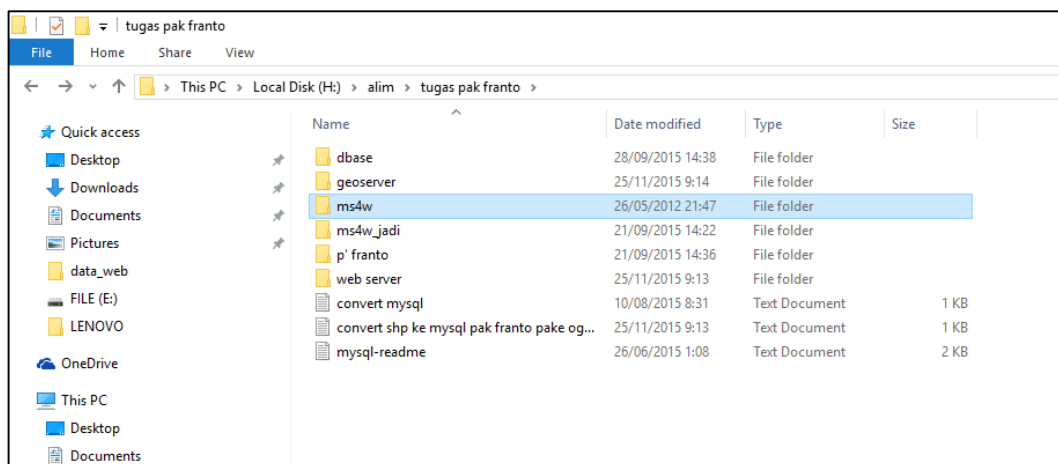 tugas pak franto
File Home Share View
This PC Local Disk (H:) alim tugas pak franto
Name Date modified Type Size
Quick access
Desktop
Downloads
Documents
Pictures
data_web
FILE (E:)
LENOVO
OneDrive
This PC
Desktop
Documents
dbase 28/09/2015 14:38 File folder
geoserver 25/11/2015 9:14 File folder
ms4w 26/05/2012 21:47 File folder
ms4w_jadi 21/09/2015 14:22 File folder
p' franto 21/09/2015 14:36 File folder
web server 25/11/2015 9:13 File folder
convert mysql 10/08/2015 8:31 Text Document 1 KB
convert shp ke mysql pak franto pake og... 25/11/2015 9:13 Text Document 1 KB
mysql-readme 26/06/2015 1:08 Text Document 2 KB